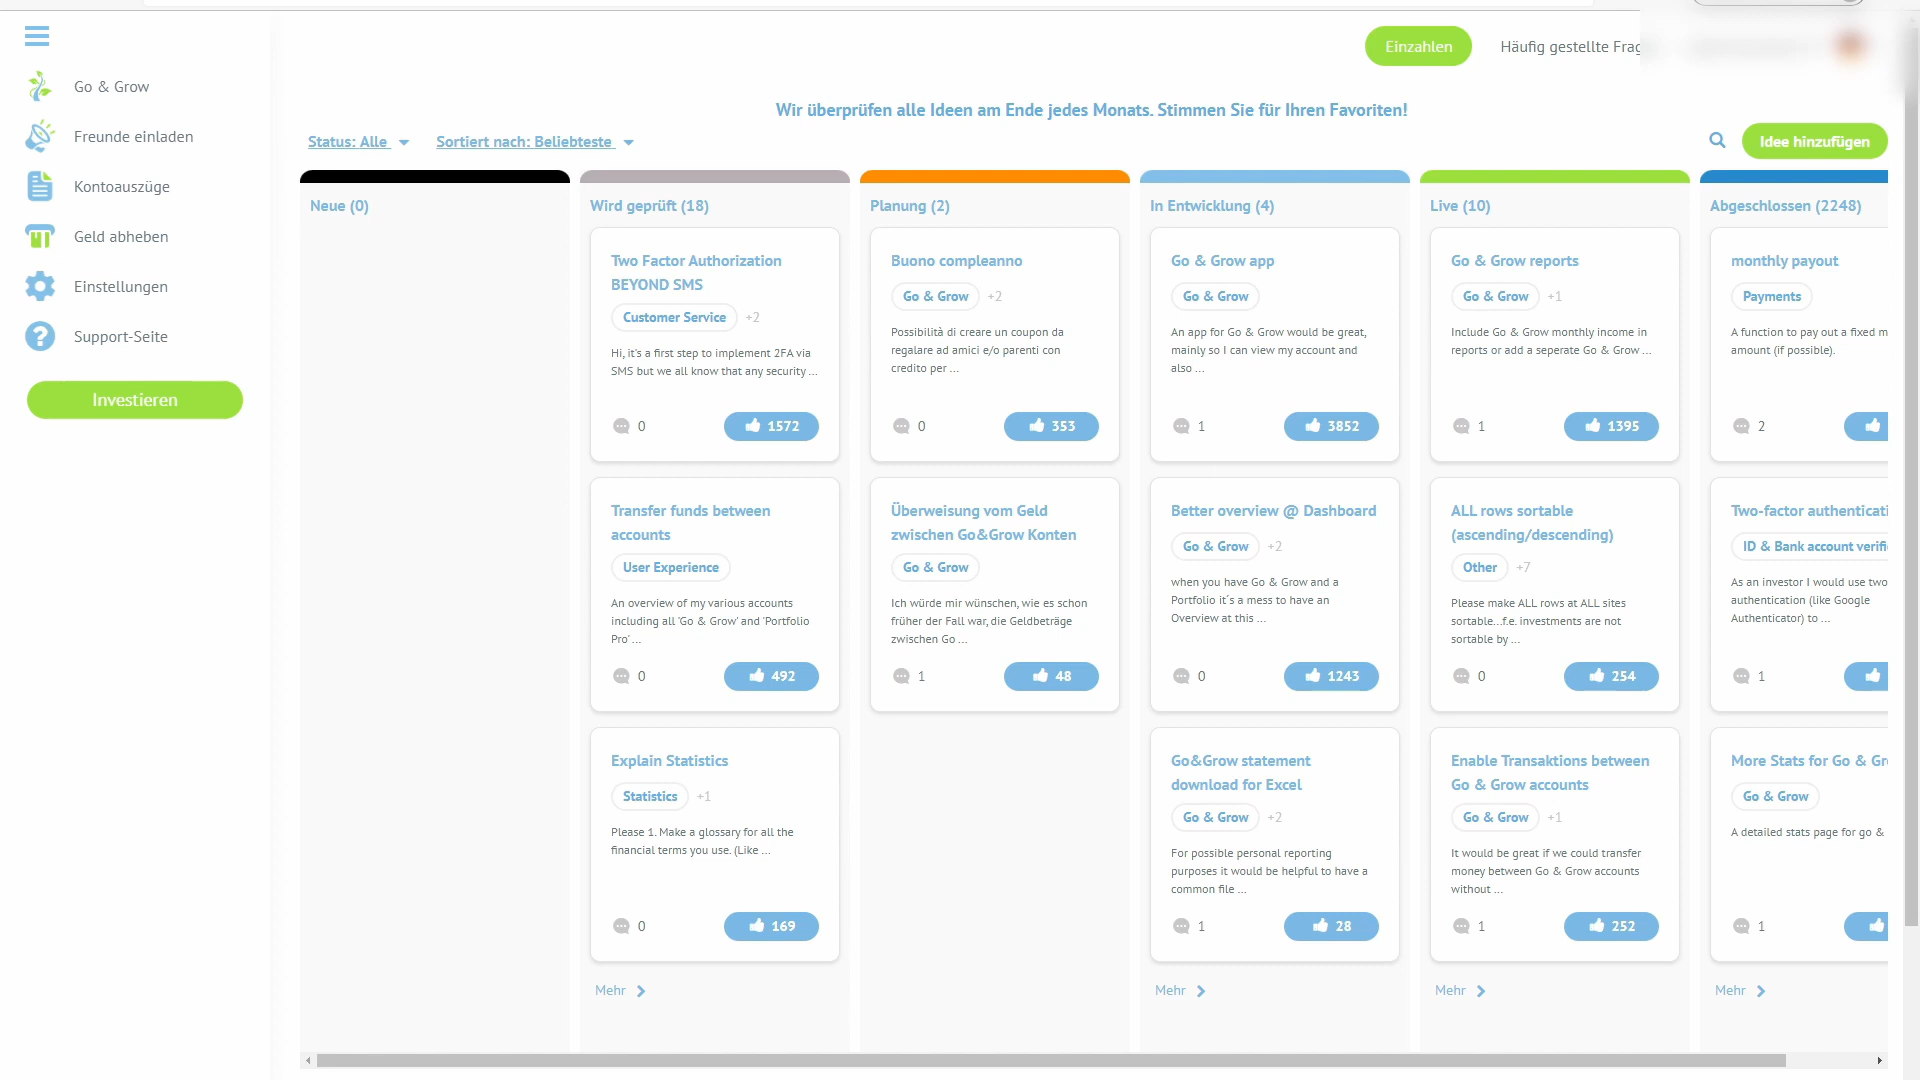 Einzahlen
Häufig gestellte Frag
Go & Grow
Freunde einladen
Kontoauszüge
Geld abheben
Einstellungen
Support-Seite
Investieren
Wir überprüfen alle Ideen am Ende jedes Monats. Stimmen Sie für Ihren Favoriten!
Status: Alle
Sortiert nach: Beliebteste
Idee hinzufügen
Neue (0)
Wird geprüft (18)
Two Factor Authorization
BEYOND SMS
Customer Service +2
Hi, it's a first step to implement 2FA via
SMS but we all know that any security ...
0 1572
Transfer funds between
accounts
User Experience
An overview of my various accounts
including all 'Go & Grow' and 'Portfolio
Pro' ...
0 492
Explain Statistics
Statistics +1
Please 1. Make a glossary for all the
financial terms you use. (Like ...
0 169
Mehr
Planung (2)
Buono compleanno
Go & Grow +2
Possibilità di creare un coupon da
regalare ad amici e/o parenti con
credito per ...
0 353
Überweisung vom Geld
zwischen Go&Grow Konten
Go & Grow
Ich würde mir wünschen, wie es schon
früher der Fall war, die Geldbeträge
zwischen Go ...
1 48
In Entwicklung (4)
Go & Grow app
Go & Grow
An app for Go & Grow would be great,
mainly so I can view my account and
also ...
1 3852
Better overview @ Dashboard
Go & Grow +2
when you have Go & Grow and a
Portfolio it´s a mess to have an
Overview at this ...
0 1243
Go&Grow statement
download for Excel
Go & Grow +2
For possible personal reporting
purposes it would be helpful to have a
common file ...
1 28
Mehr
Live (10)
Go & Grow reports
Go & Grow +1
Include Go & Grow monthly income in
reports or add a seperate Go & Grow ...
1 1395
ALL rows sortable
(ascending/descending)
Other +7
Please make ALL rows at ALL sites
sortable...f.e. investments are not
sortable by ...
0 254
Enable Transaktions between
Go & Grow accounts
Go & Grow +1
It would be great if we could transfer
money between Go & Grow accounts
without ...
1 252
Mehr
Abgeschlossen (2248)
monthly payout
Payments
A function to pay out a fixed m
amount (if possible).
2
Two-factor authenticati
ID & Bank account verifi
As an investor I would use two
authentication (like Google
Authenticator) to ...
1
More Stats for Go & Gr
Go & Grow
A detailed stats page for go &
1
Mehr